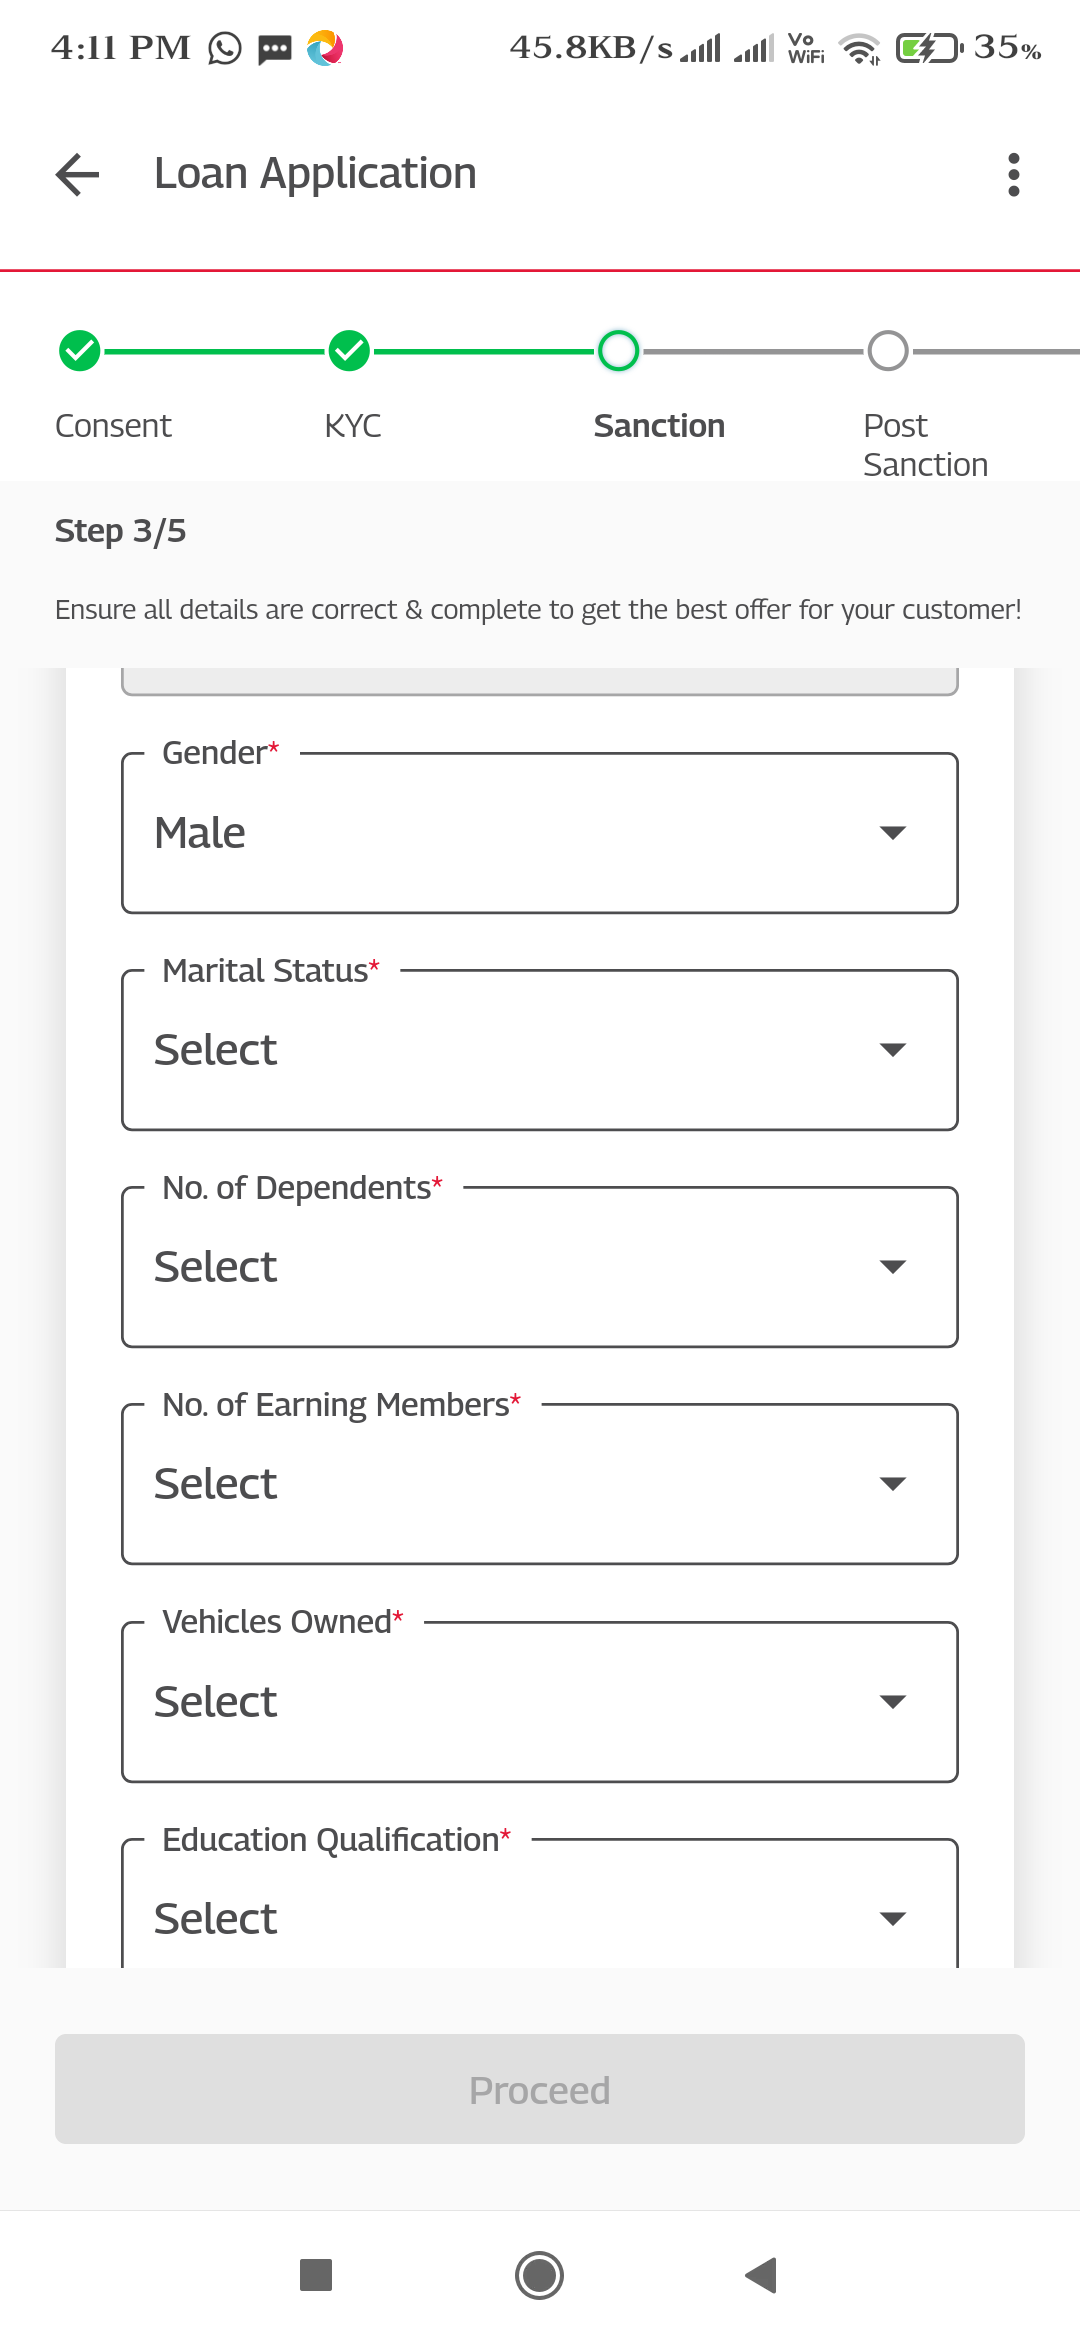 4:11 PM 45.8KB/s Vo WiFi 35%
Loan Application
Consent KYC Sanction Post Sanction
Step 3/5
Ensure all details are correct & complete to get the best offer for your customer!
Gender*
Male
Marital Status*
Select
No. of Dependents*
Select
No. of Earning Members*
Select
Vehicles Owned*
Select
Education Qualification*
Select
Proceed